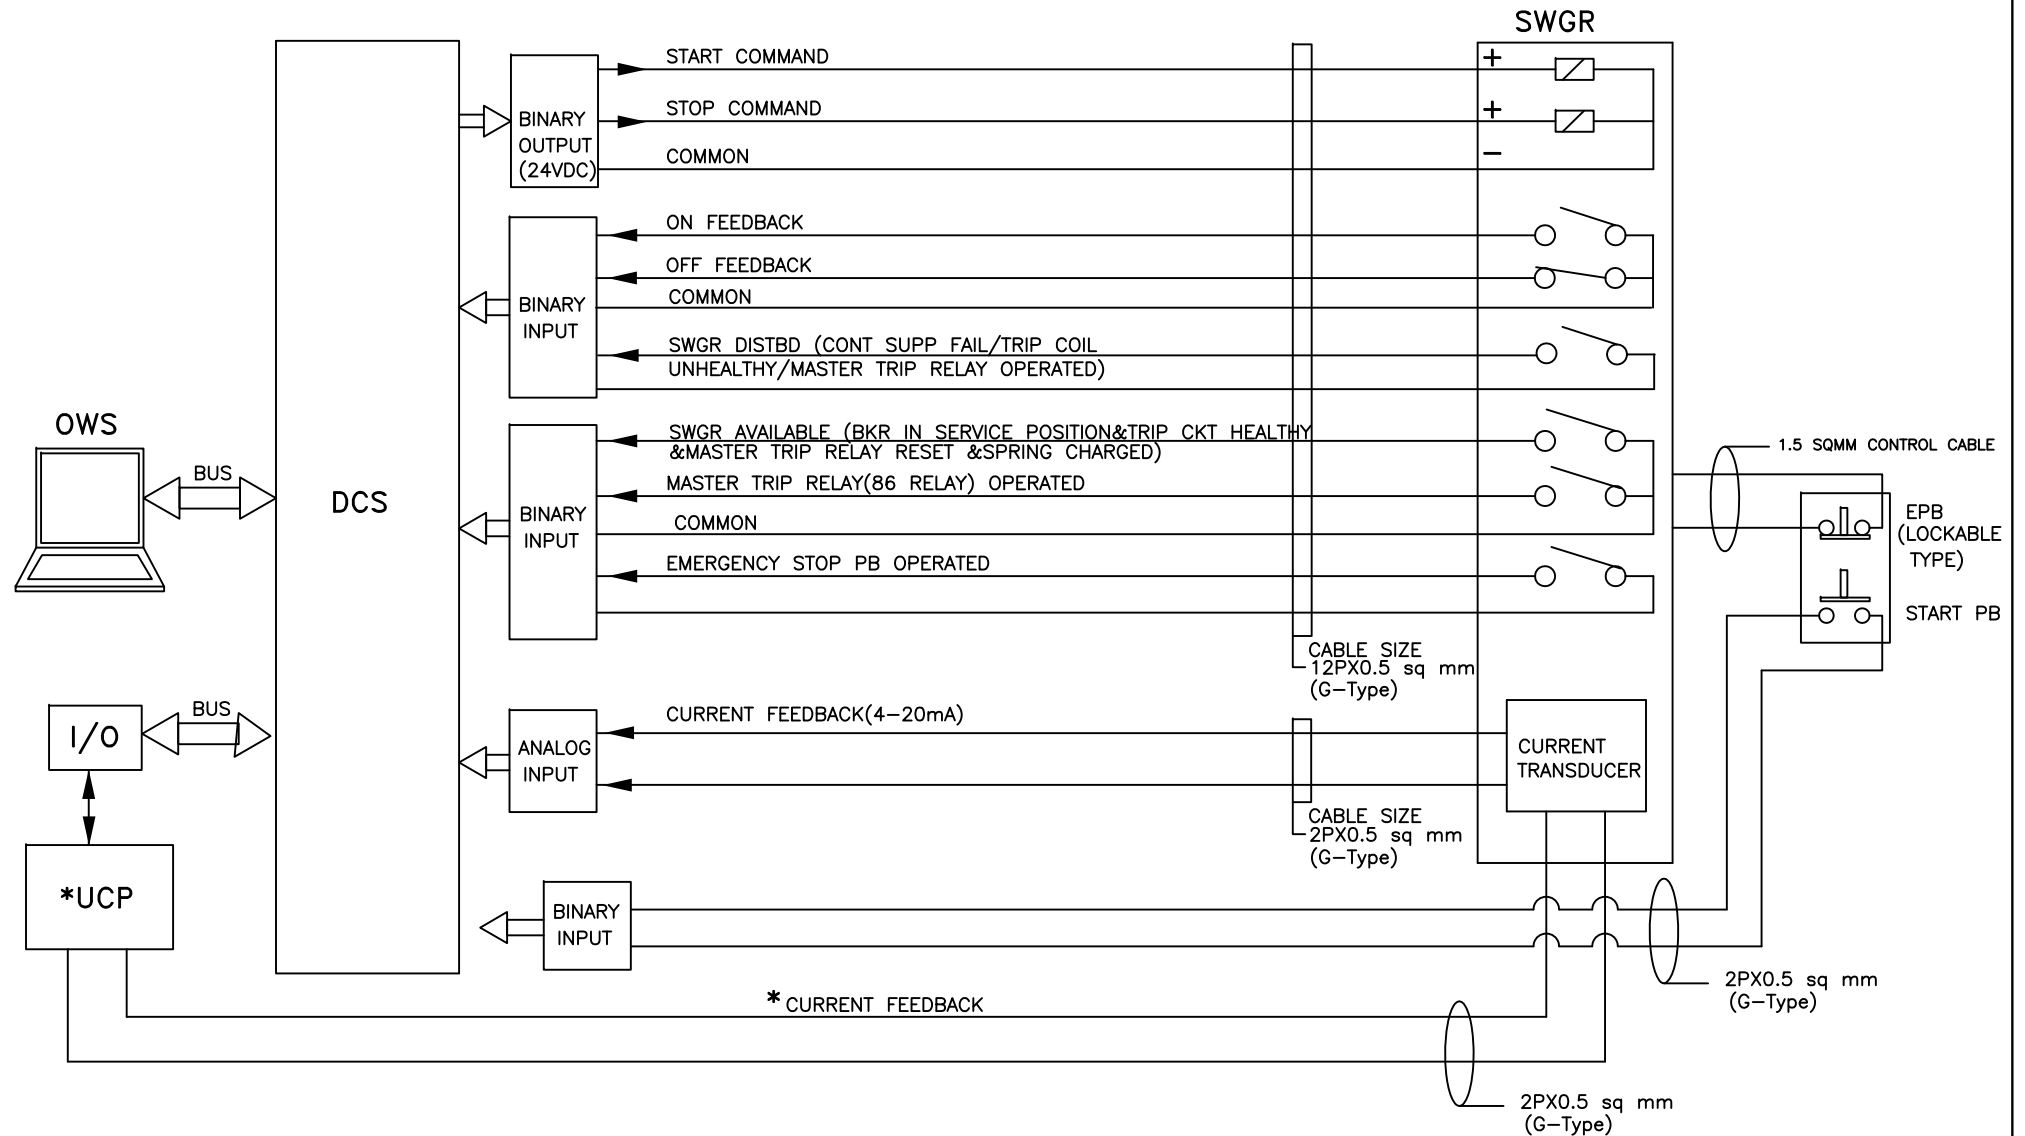 SWGR
START COMMAND
+
STOP COMMAND
+
BINARY
OUTPUT
(24VDC)
COMMON
−
ON FEEDBACK
OFF FEEDBACK
COMMON
BINARY
INPUT
SWGR DISTBD (CONT SUPP FAIL/TRIP COIL
UNHEALTHY/MASTER TRIP RELAY OPERATED)
OWS
BUS
DCS
SWGR AVAILABLE (BKR IN SERVICE POSITION&TRIP CKT HEALTHY
&MASTER TRIP RELAY RESET &SPRING CHARGED)
MASTER TRIP RELAY(86 RELAY) OPERATED
BINARY
INPUT
COMMON
EMERGENCY STOP PB OPERATED
1.5 SQMM CONTROL CABLE
EPB
(LOCKABLE
TYPE)
START PB
CABLE SIZE
12PX0.5 sq mm
(G−Type)
BUS
I/O
CURRENT FEEDBACK(4−20mA)
ANALOG
INPUT
CURRENT
TRANSDUCER
CABLE SIZE
2PX0.5 sq mm
(G−Type)
*UCP
BINARY
INPUT
2PX0.5 sq mm
(G−Type)
*CURRENT FEEDBACK
2PX0.5 sq mm
(G−Type)